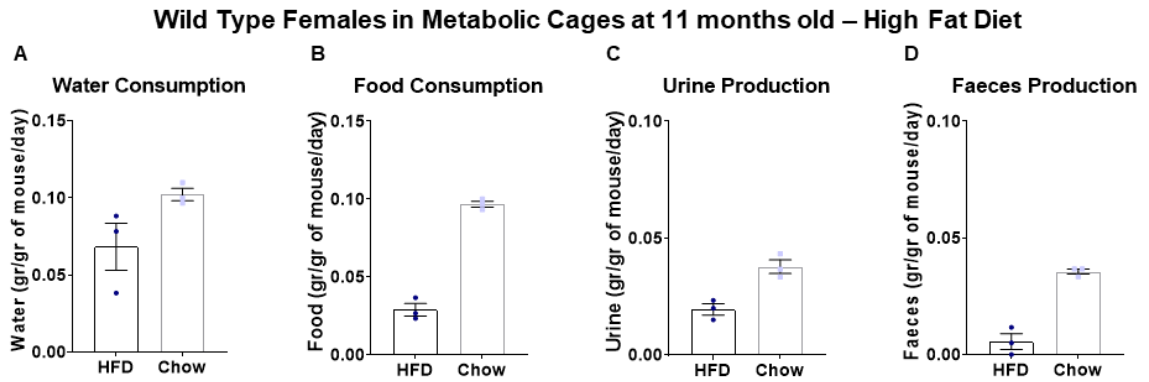 Wild Type Females in Metabolic Cages at 11 months old – High Fat Diet
A
Water Consumption
Water (gr/gr of mouse/day)
0.15
0.10
0.05
0.00
HFD Chow
B
Food Consumption
Food (gr/gr of mouse/day)
0.15
0.10
0.05
0.00
HFD Chow
C
Urine Production
Urine (gr/gr of mouse/day)
0.10
0.05
0.00
HFD Chow
D
Faeces Production
Faeces (gr/gr of mouse/day)
0.10
0.05
0.00
HFD Chow